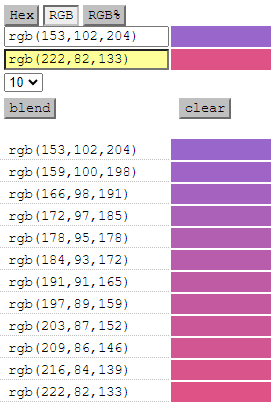 Hex RGB RGB%
rgb(153,102,204)
rgb(222,82,133)
10
blend clear
rgb(153,102,204)
rgb(159,100,198)
rgb(166,98,191)
rgb(172,97,185)
rgb(178,95,178)
rgb(184,93,172)
rgb(191,91,165)
rgb(197,89,159)
rgb(203,87,152)
rgb(209,86,146)
rgb(216,84,139)
rgb(222,82,133)